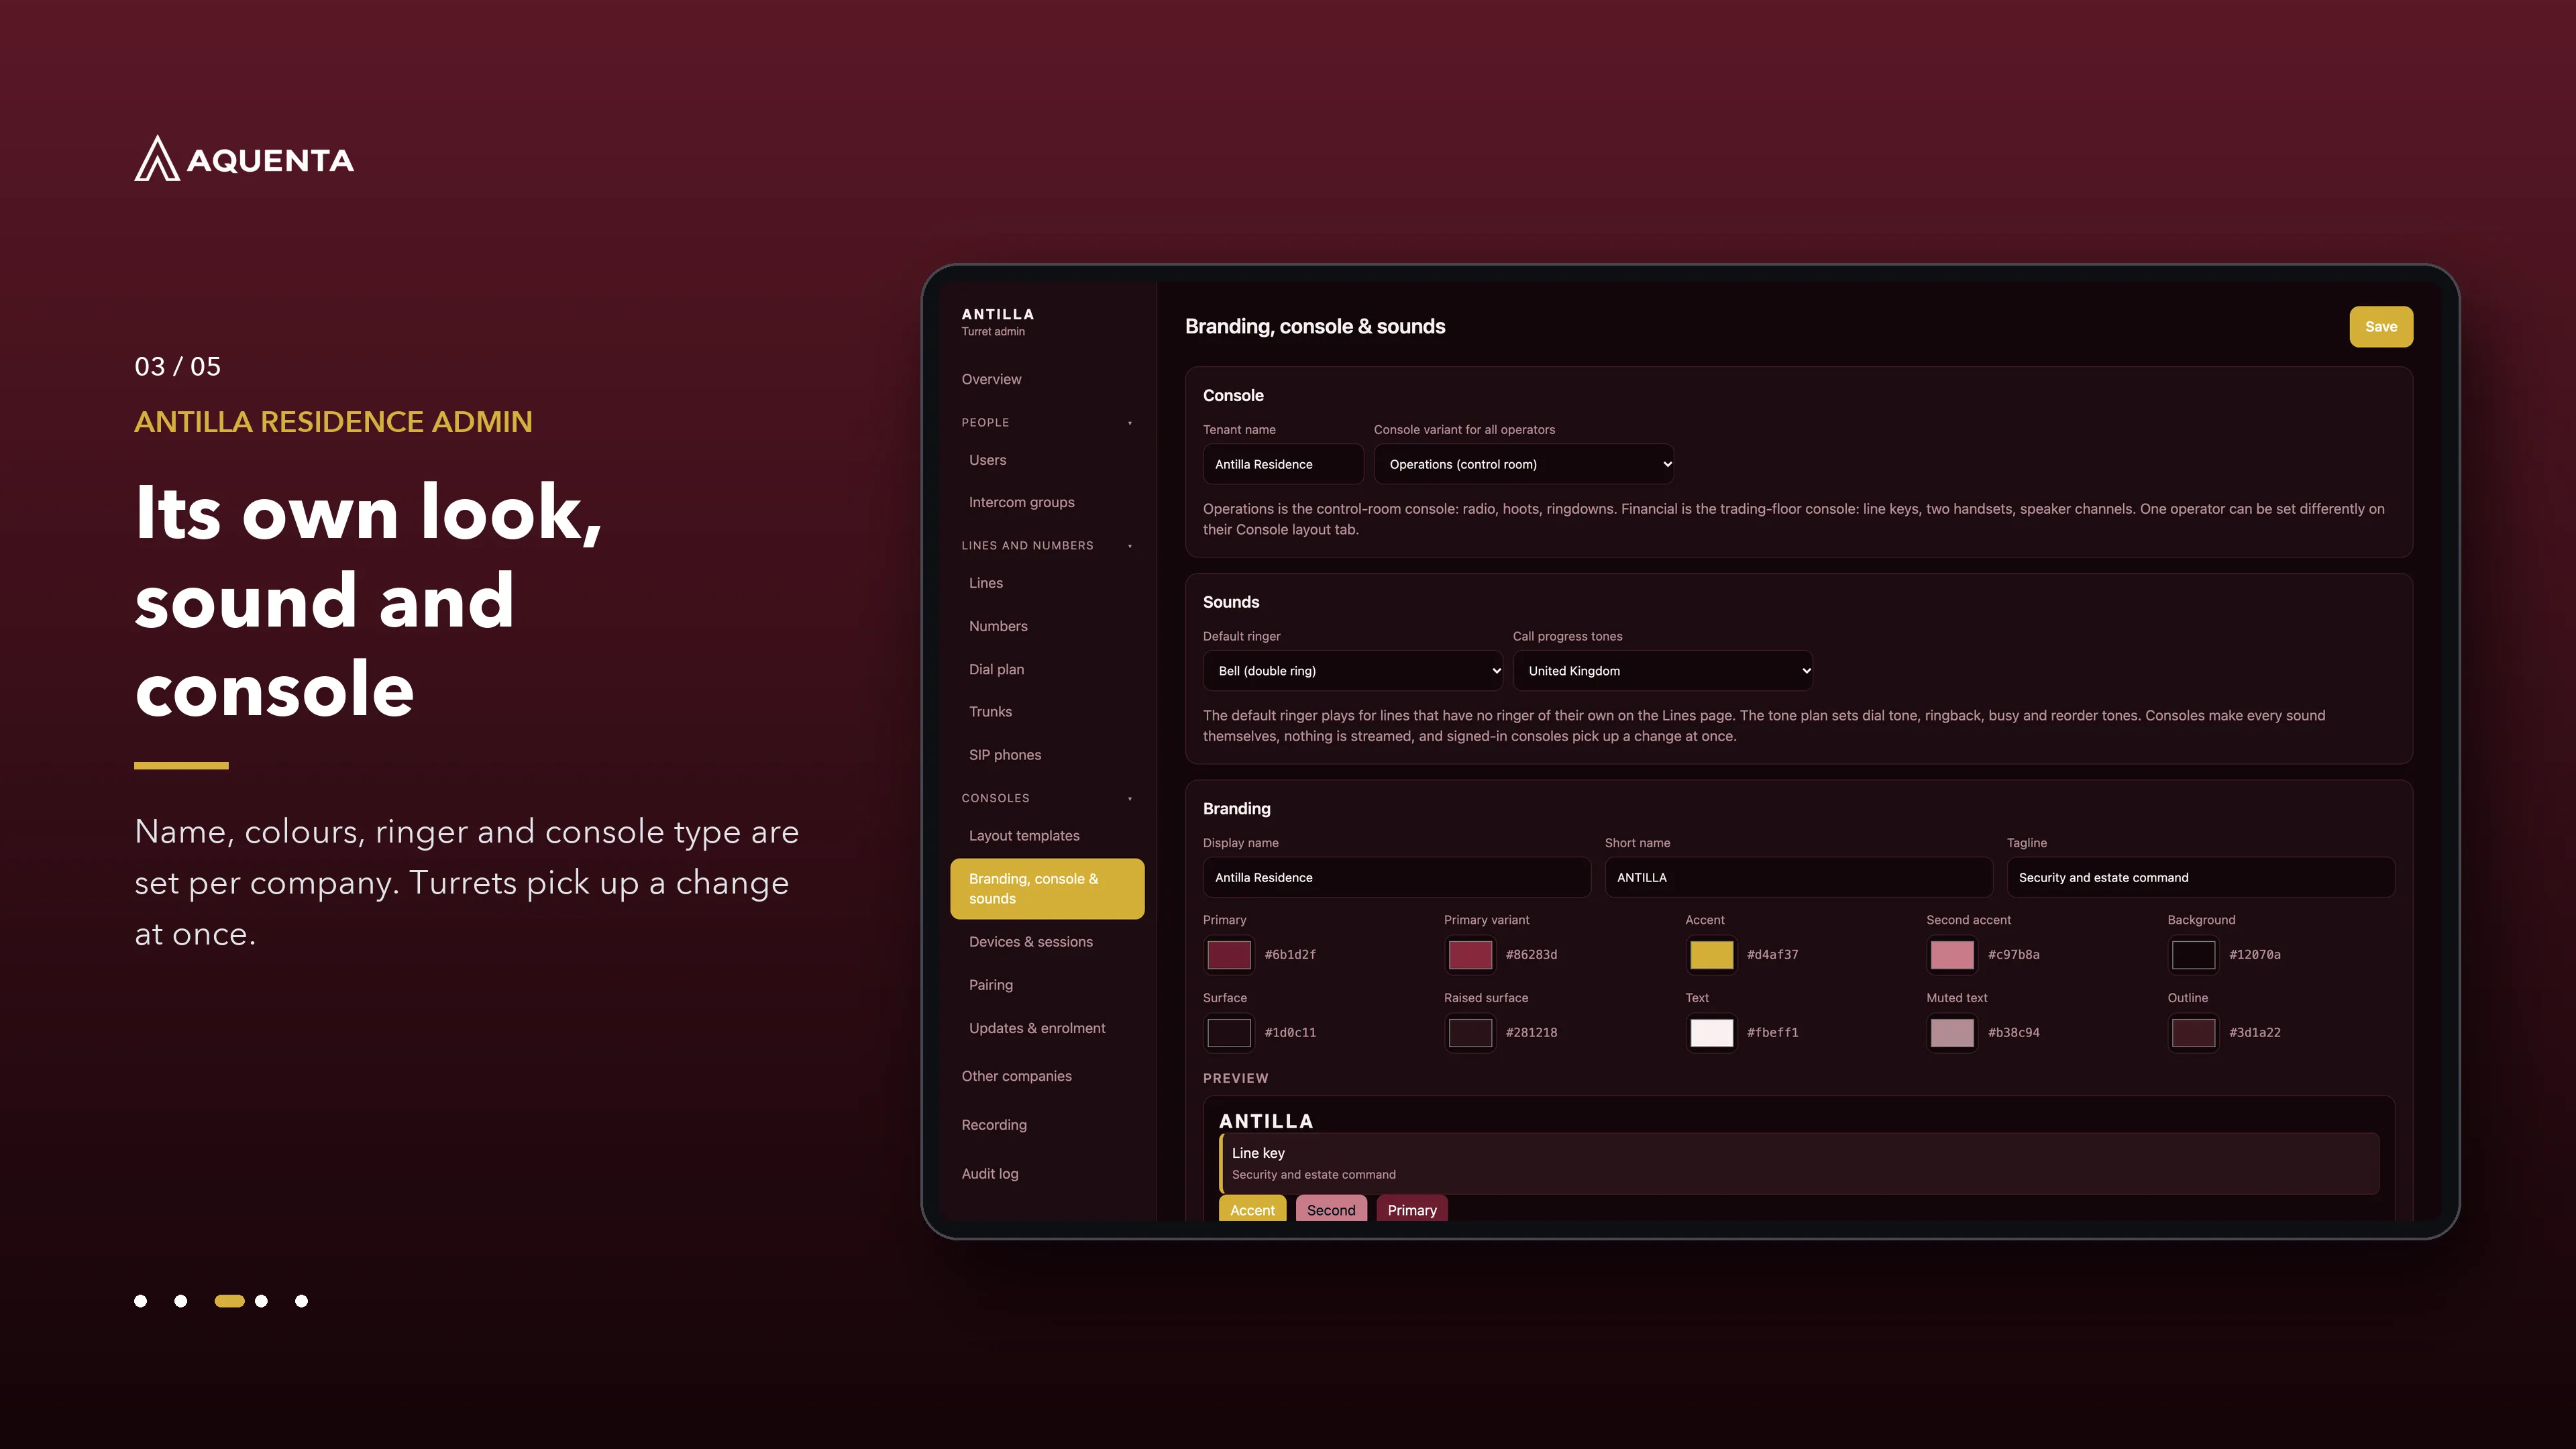 AQUENTA
03 / 05
ANTILLA RESIDENCE ADMIN
Its own look,
sound and
console
Name, colours, ringer and console type are
set per company. Turrets pick up a change
at once.
ANTILLA
Turret admin
Overview
PEOPLE
Users
Intercom groups
LINES AND NUMBERS
Lines
Numbers
Dial plan
Trunks
SIP phones
CONSOLES
Layout templates
Branding, console &
sounds
Devices & sessions
Pairing
Updates & enrolment
Other companies
Recording
Audit log
Branding, console & sounds
Save
Console
Tenant name
Console variant for all operators
Antilla Residence
Operations (control room)
Operations is the control-room console: radio, hoots, ringdowns. Financial is the trading-floor console: line keys, two handsets, speaker channels. One operator can be set differently on
their Console layout tab.
Sounds
Default ringer
Call progress tones
Bell (double ring)
United Kingdom
The default ringer plays for lines that have no ringer of their own on the Lines page. The tone plan sets dial tone, ringback, busy and reorder tones. Consoles make every sound
themselves, nothing is streamed, and signed-in consoles pick up a change at once.
Branding
Display name
Short name
Tagline
Antilla Residence
ANTILLA
Security and estate command
Primary
Primary variant
Accent
Second accent
Background
#6b1d2f
#86283d
#d4af37
#c97b8a
#12070a
Surface
Raised surface
Text
Muted text
Outline
#1d0c11
#281218
#fbeff1
#b38c94
#3d1a22
PREVIEW
ANTILLA
Line key
Security and estate command
Accent
Second
Primary